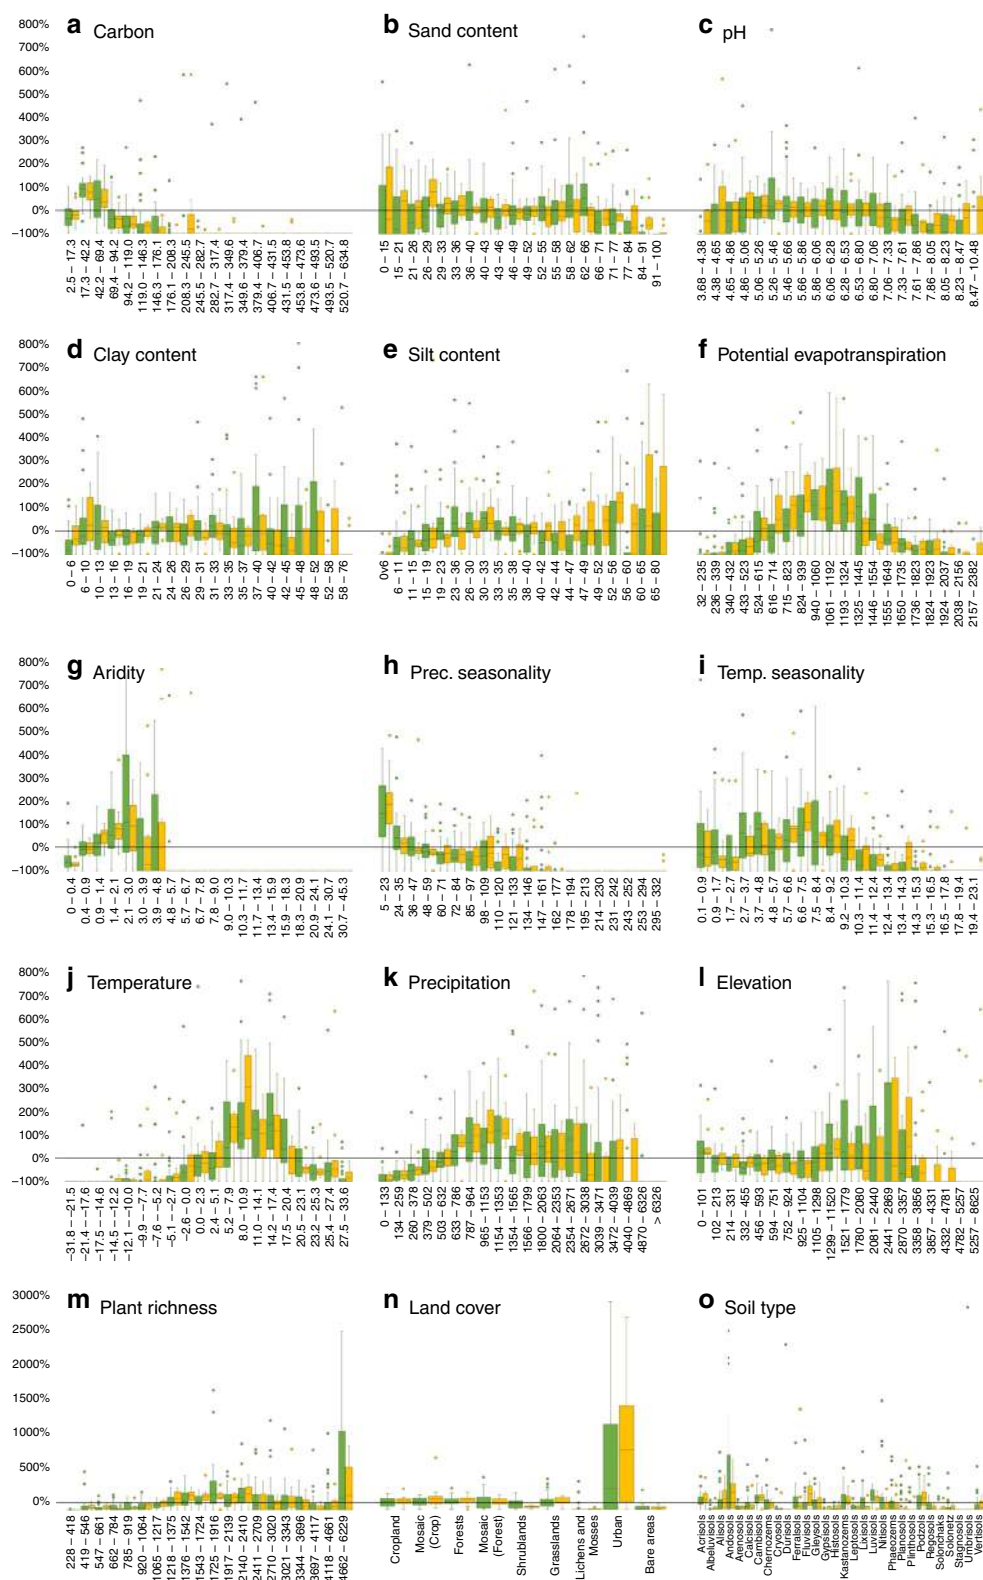 a Carbon
b Sand content
c pH
800%
700%
600%
500%
400%
300%
200%
100%
0%
−100%
2.5 – 17.3
17.3 – 42.2
42.2 – 69.4
69.4 – 94.2
94.2 – 119.0
119.0 – 146.3
146.3 – 176.1
176.1 – 208.3
208.3 – 245.5
245.5 – 282.7
282.7 – 317.4
317.4 – 349.6
349.6 – 379.4
379.4 – 406.7
406.7 – 431.5
431.5 – 453.8
453.8 – 473.6
473.6 – 493.5
493.5 – 520.7
520.7 – 634.8
0 – 15
15 – 21
21 – 26
26 – 29
29 – 33
33 – 36
36 – 40
40 – 43
43 – 46
46 – 49
49 – 52
52 – 55
55 – 58
58 – 62
62 – 66
66 – 71
71 – 77
77 – 84
84 – 91
91 – 100
3.68 – 4.38
4.38 – 4.65
4.65 – 4.86
4.86 – 5.06
5.06 – 5.26
5.26 – 5.46
5.46 – 5.66
5.66 – 5.86
5.86 – 6.06
6.06 – 6.28
6.28 – 6.53
6.53 – 6.80
6.80 – 7.06
7.06 – 7.33
7.33 – 7.61
7.61 – 7.86
7.86 – 8.05
8.05 – 8.23
8.23 – 8.47
8.47 – 10.48
d Clay content
e Silt content
f Potential evapotranspiration
800%
700%
600%
500%
400%
300%
200%
100%
0%
−100%
0 – 6
6 – 10
10 – 13
13 – 16
16 – 19
19 – 21
21 – 24
24 – 26
26 – 29
29 – 31
31 – 33
33 – 35
35 – 37
37 – 40
40 – 42
42 – 45
45 – 48
48 – 52
52 – 58
58 – 76
0v6
6 – 11
11 – 15
15 – 19
19 – 23
23 – 36
26 – 30
30 – 33
33 – 35
35 – 38
38 – 40
40 – 42
42 – 44
44 – 47
47 – 49
49 – 52
52 – 56
56 – 60
60 – 65
65 – 80
32 – 235
236 – 339
340 – 432
433 – 523
524 – 615
616 – 714
715 – 823
824 – 939
940 – 1060
1061 – 1192
1193 – 1324
1325 – 1445
1446 – 1554
1555 – 1649
1650 – 1735
1736 – 1823
1824 – 1923
1924 – 2037
2038 – 2156
2157 – 2382
g Aridity
h Prec. seasonality
i Temp. seasonality
800%
700%
600%
500%
400%
300%
200%
100%
0%
−100%
0 – 0.4
0.4 – 0.9
0.9 – 1.4
1.4 – 2.1
2.1 – 3.0
3.0 – 3.9
3.9 – 4.8
4.8 – 5.7
5.7 – 6.7
6.7 – 7.8
7.8 – 9.0
9.0 – 10.3
10.3 – 11.7
11.7 – 13.4
13.4 – 15.9
15.9 – 18.3
18.3 – 20.9
20.9 – 24.1
24.1 – 30.7
30.7 – 45.3
5 – 23
24 – 35
36 – 47
48 – 59
60 – 71
72 – 84
85 – 97
98 – 109
110 – 120
121 – 133
134 – 146
147 – 161
162 – 177
178 – 194
195 – 213
214 – 230
231 – 242
243 – 252
253 – 294
295 – 332
0.1 – 0.9
0.9 – 1.7
1.7 – 2.7
2.7 – 3.7
3.7 – 4.8
4.8 – 5.7
5.7 – 6.6
6.6 – 7.5
7.5 – 8.4
8.4 – 9.2
9.2 – 10.3
10.3 – 11.4
11.4 – 12.4
12.4 – 13.4
13.4 – 14.3
14.3 – 15.3
15.3 – 16.5
16.5 – 17.8
17.8 – 19.4
19.4 – 23.1
j Temperature
k Precipitation
l Elevation
800%
700%
600%
500%
400%
300%
200%
100%
0%
−100%
−31.8 – −21.5
−21.4 – −17.6
−17.5 – −14.6
−14.5 – −12.2
−12.1 – −10.0
−9.9 – −7.7
−7.6 – −5.2
−5.1 – −2.7
−2.6 – 0.0
0.0 – 2.3
2.4 – 5.1
5.2 – 7.9
8.0 – 10.9
11.0 – 14.1
14.2 – 17.4
17.5 – 20.4
20.5 – 23.1
23.2 – 25.3
25.4 – 27.4
27.5 – 33.6
0 – 133
134 – 259
260 – 378
379 – 502
503 – 632
633 – 786
787 – 964
965 – 1153
1154 – 1353
1354 – 1565
1566 – 1799
1800 – 2063
2064 – 2353
2354 – 2671
2672 – 3038
3039 – 3471
3472 – 4039
4040 – 4869
4870 – 6326
> 6326
0 – 101
102 – 213
214 – 331
332 – 455
456 – 593
594 – 751
752 – 924
925 – 1104
1105 – 1298
1299 – 11520
1521 – 1779
1780 – 2080
2081 – 2440
2441 – 2869
2870 – 3357
3358 – 3856
3857 – 4331
4332 – 4781
4782 – 5257
5257 – 8625
m Plant richness
n Land cover
o Soil type
3000%
2500%
2000%
1500%
1000%
500%
0%
228 – 418
419 – 546
547 – 661
662 – 784
785 – 919
920 – 1064
1065 – 1217
1218 – 1375
1376 – 1542
1543 – 1724
1725 – 1916
1917 – 2139
2140 – 2410
2411 – 2709
2710 – 3020
3021 – 3343
3344 – 3696
3697 – 4117
4118 – 4661
4662 – 6229
Cropland
Mosaic
(Crop)
Forests
Mosaic
(Forest)
Shrublands
Grasslands
Lichens and
Mosses
Urban
Bare areas
Acrisols
Albeluvisols
Alisols
Andosols
Arenosols
Calcisols
Cambisols
Chernozems
Cryosols
Durisols
Ferralsols
Fluvisols
Gleysols
Gypsisols
Histosols
Kastanozems
Leptosols
Lixisols
Luvisols
Nitisols
Phaeozems
Planosols
Plinthosols
Podzols
Regosols
Solonchaks
Solonetz
Stagnosols
Umbrisols
Vertisols